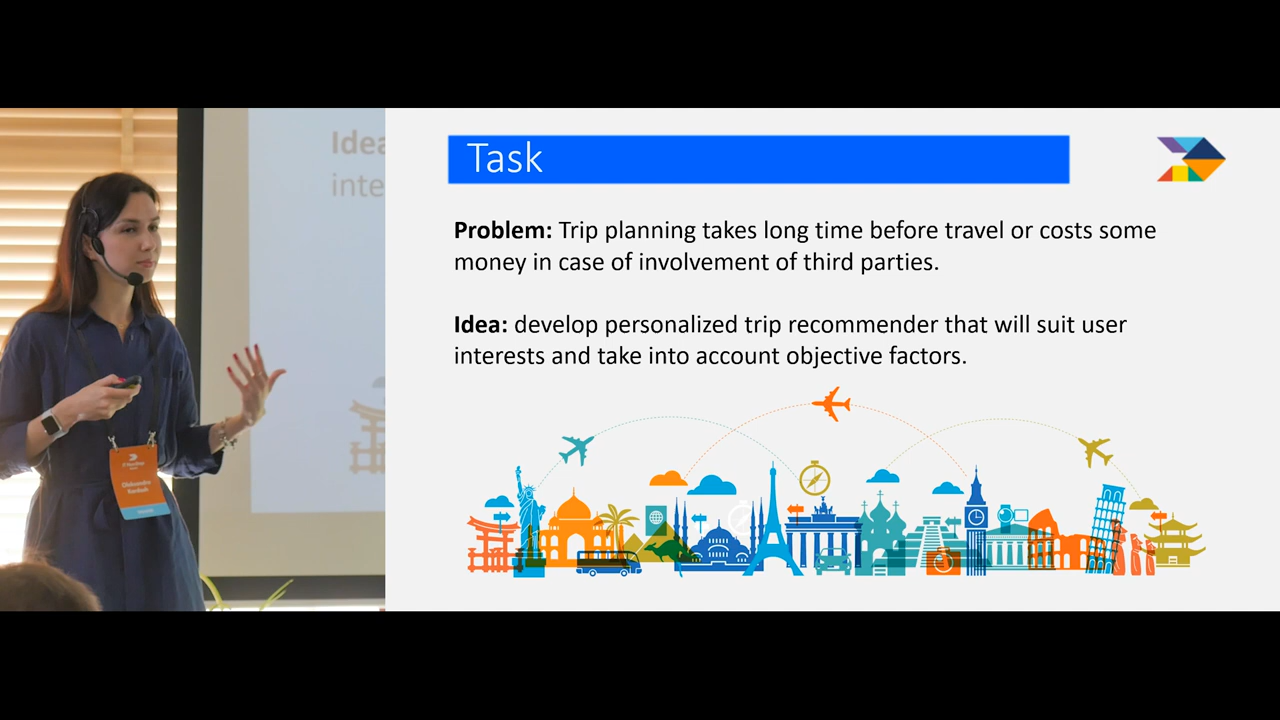 Idea
inte
Task
Problem: Trip planning takes long time before travel or costs some
money in case of involvement of third parties.
Idea: develop personalized trip recommender that will suit user
interests and take into account objective factors.